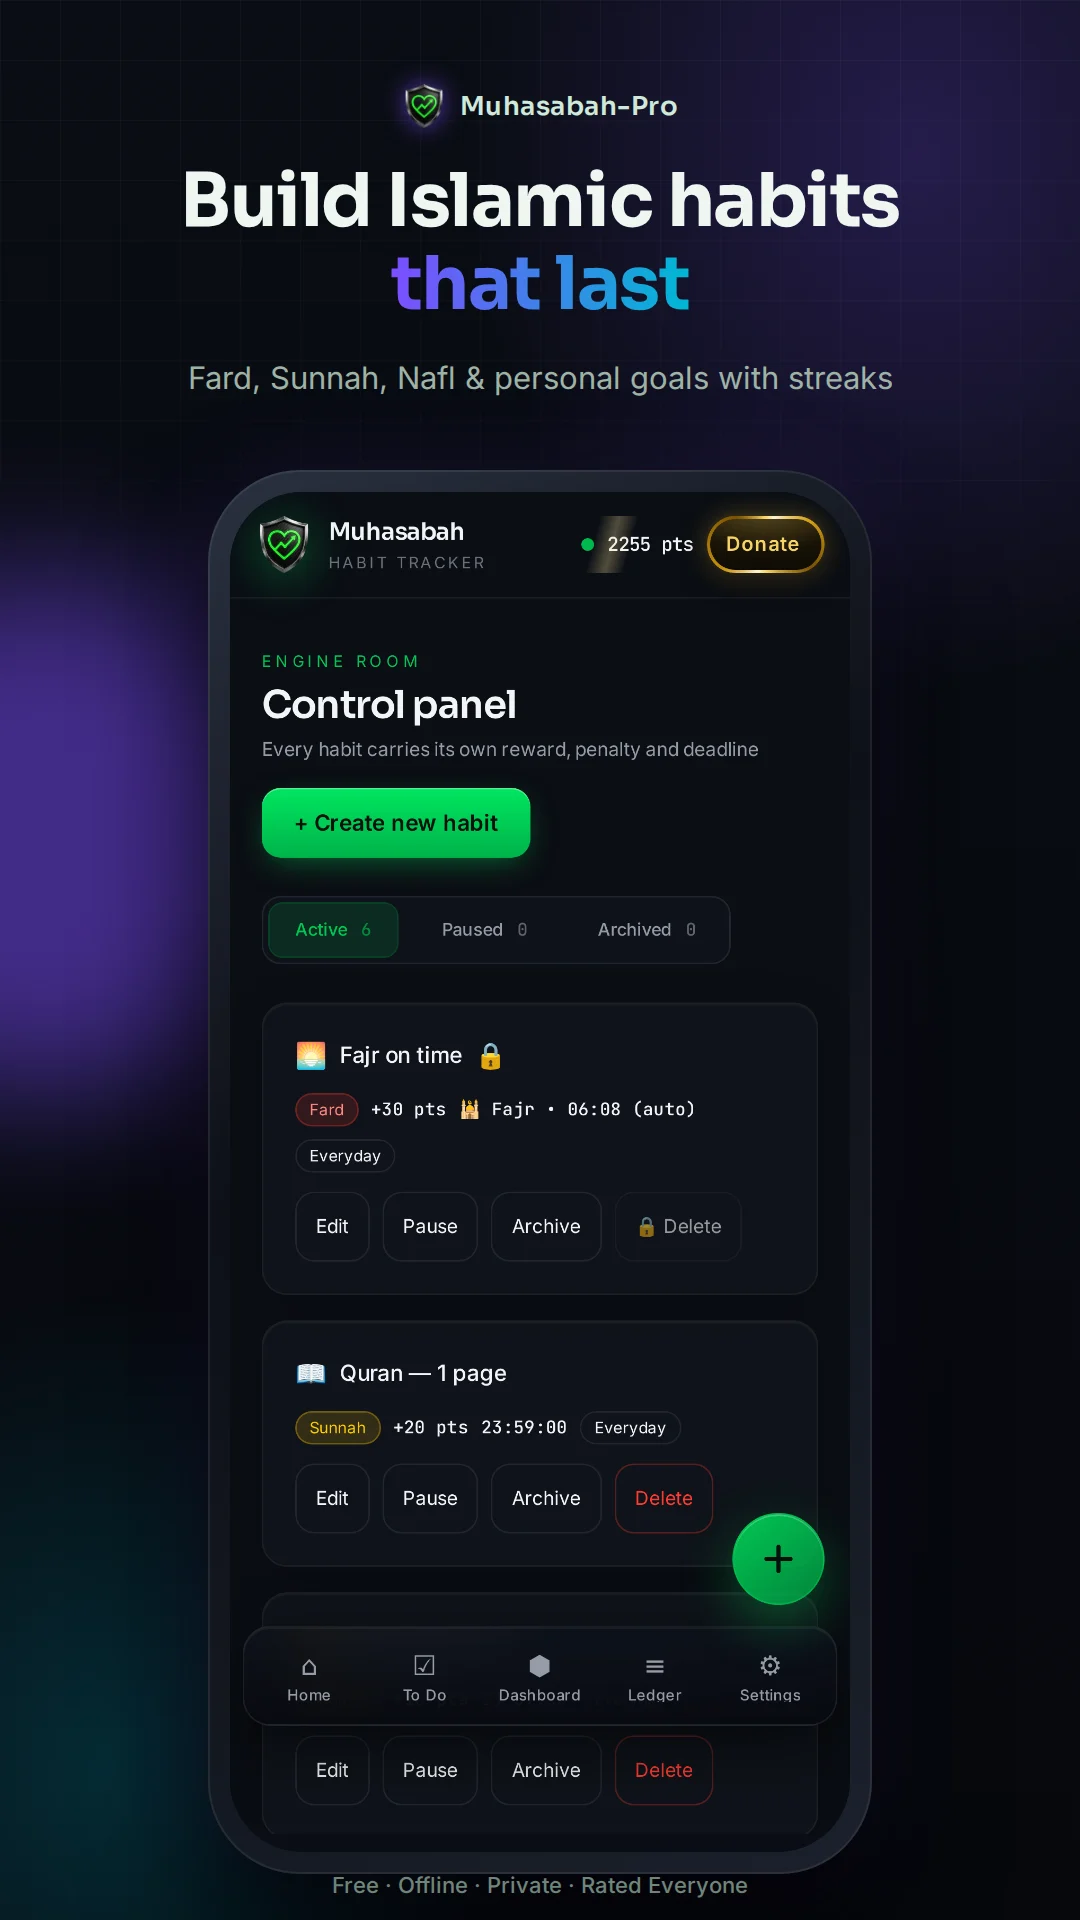 Muhasabah-Pro
Build Islamic habits
that last
Fard, Sunnah, Nafl & personal goals with streaks
Muhasabah
HABIT TRACKER
2255 pts
Donate
ENGINE ROOM
Control panel
Every habit carries its own reward, penalty and deadline
+ Create new habit
Active 6 Paused 0 Archived 0
Fajr on time
Fard +30 pts 🕌 Fajr • 06:08 (auto)
Everyday
Edit Pause Archive 🔒 Delete
Quran — 1 page
Sunnah +20 pts 23:59:00 Everyday
Edit Pause Archive Delete
+
Home To Do Dashboard Ledger Settings
Edit Pause Archive Delete
Free · Offline · Private · Rated Everyone